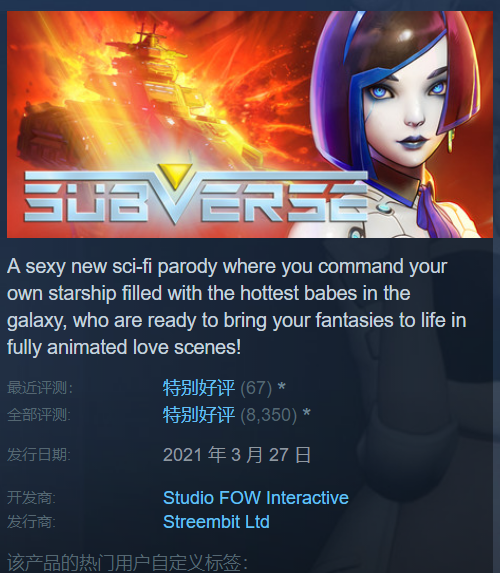 SUBVERSE
A sexy new sci-fi parody where you command your
own starship filled with the hottest babes in the
galaxy, who are ready to bring your fantasies to life in
fully animated love scenes!
最近评测: 特别好评 (67) *
全部评测: 特别好评 (8,350) *
发行日期: 2021 年 3 月 27 日
开发商: Studio FOW Interactive
发行商: Streembit Ltd
该产品的热门用户自定义标签: